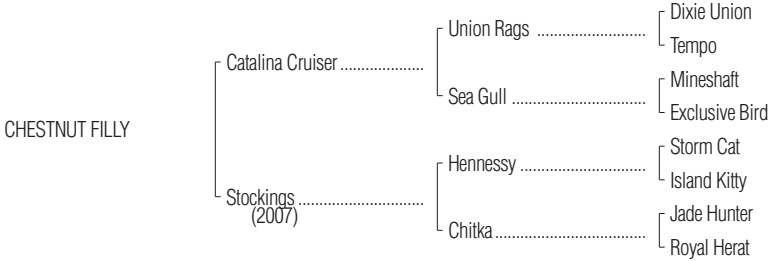 Dixie Union
Union Rags ........................
Tempo
Catalina Cruiser ....................
Mineshaft
Sea Gull ..............................
Exclusive Bird
CHESTNUT FILLY
Storm Cat
Hennessy ............................
Island Kitty
Stockings .............................
(2007)
Jade Hunter
Chitka ..................................
Royal Herat